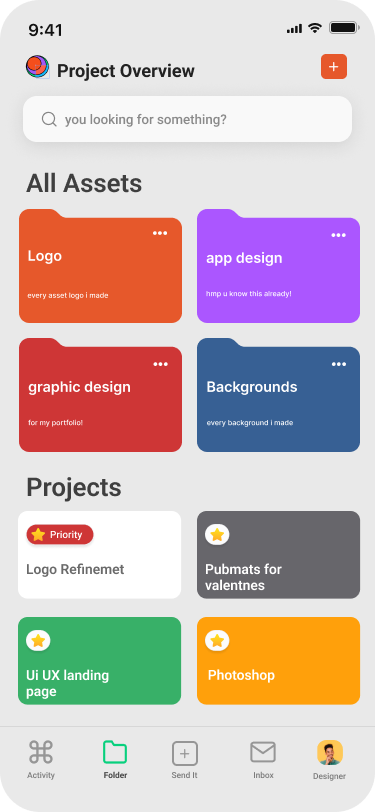 9:41
Project Overview
you looking for something?
All Assets
Logo
every asset logo i made
app design
hmp u know this already!
graphic design
for my portfolio!
Backgrounds
every background i made
Projects
Priority
Logo Refinemet
Pubmats for
valentnes
Ui UX landing
page
Photoshop
Activity
Folder
Send It
Inbox
Designer